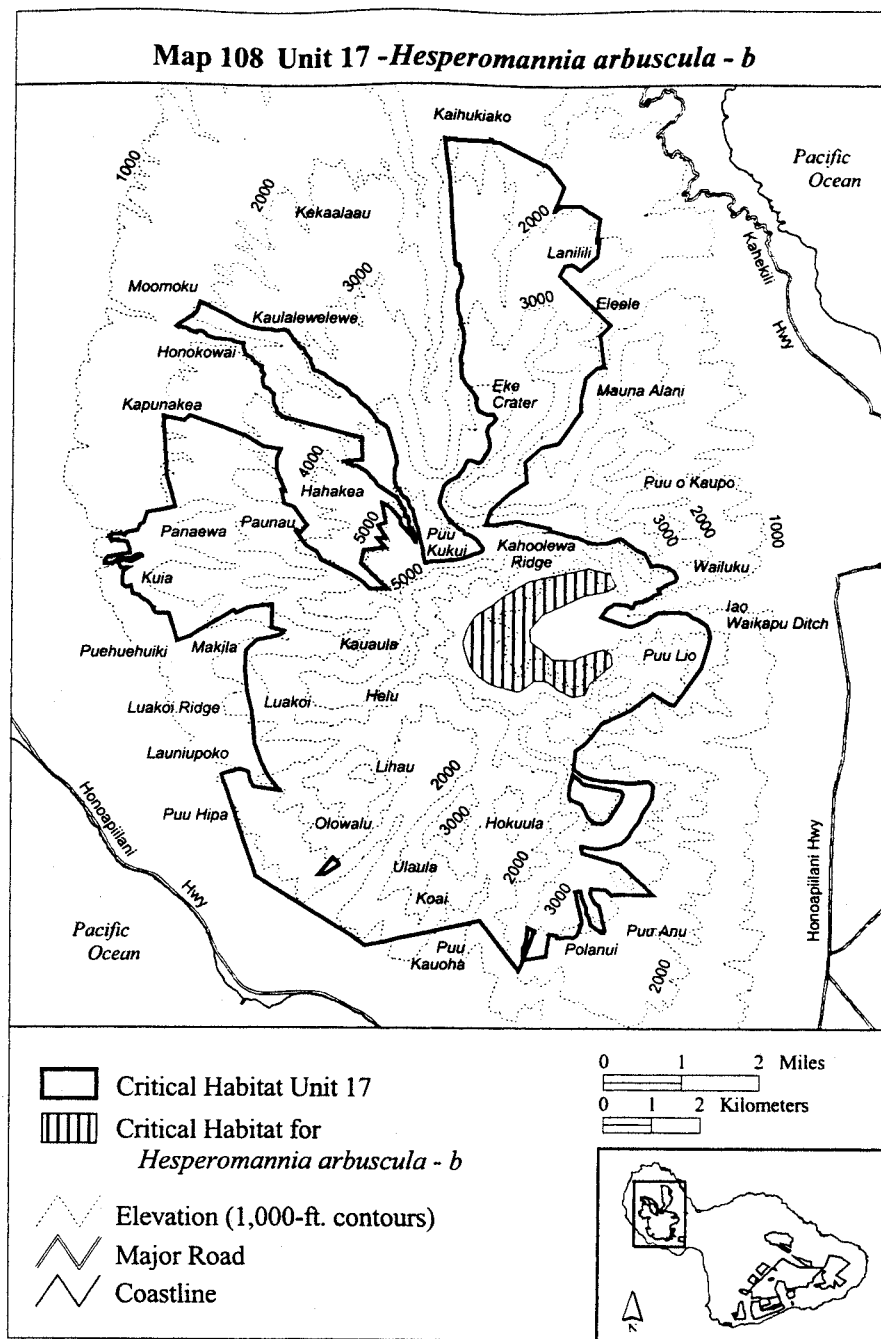 Map 108 Unit 17 -Hesperomannia arbuscula - b
Kaihukiako
Pacific
Ocean
1000
2000
Kekaalaau
2000
Lanilili
Kahekili
Hwy
3000
Moomoku
Kaulalewelewe
3000
Eleele
Honokowai
Eke
Crater
Mauna Alani
Kapunakea
4000
Hahakea
Puu o Kaupo
3000
2000
1000
Panaewa
Paunau
5000
Puu
Kukui
Kahoolewa
Ridge
Wailuku
Kuia
5000
Iao
Waikapu Ditch
Puehuehuiki
Makila
Kauaula
Puu Lio
Luakoi Ridge
Luakoi
Helu
Launiupoko
Lihau
2000
Puu Hipa
Honoapiilani
Hwy
Olowalu
3000
Hokuula
Ulaula
2000
Koai
3000
Honoapiilani Hwy
Pacific
Ocean
Puu
Kauoha
Polanui
Puu Anu
2000
Critical Habitat Unit 17
Critical Habitat for
Hesperomannia arbuscula - b
Elevation (1,000-ft. contours)
Major Road
Coastline
0 1 2 Miles
0 1 2 Kilometers
N